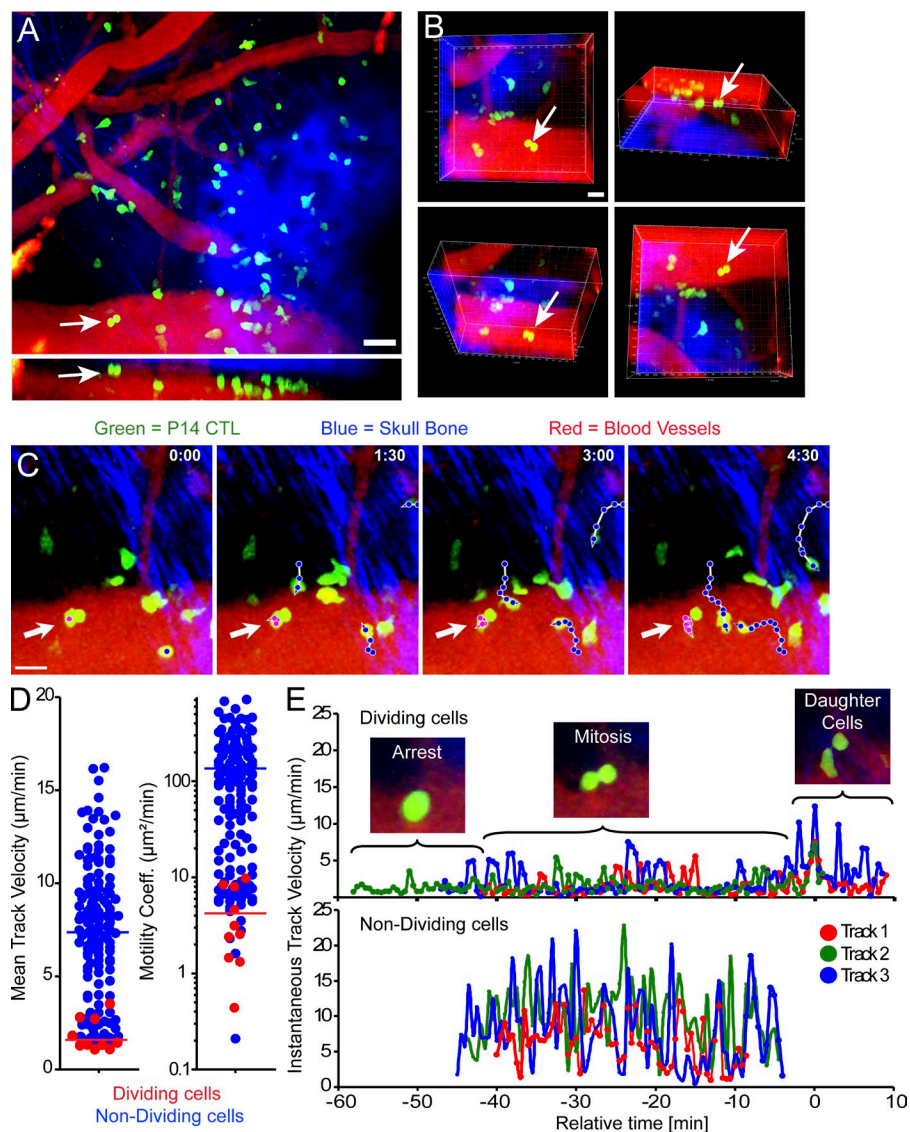 A
B
Green = P14 CTL Blue = Skull Bone Red = Blood Vessels
C
0:00
1:30
3:00
4:30
D
Mean Track Velocity (µm/min)
20
15
10
5
0
Motility Coeff. (µm²/min)
100
10
1
0.1
Dividing cells
Non-Dividing cells
E
Instantaneous Track Velocity (µm/min)
Dividing cells
Arrest
Mitosis
Daughter
Cells
25
20
15
10
5
Non-Dividing cells
Track 1
Track 2
Track 3
25
20
15
10
5
0
-60 -50 -40 -30 -20 -10 0 10
Relative time [min]